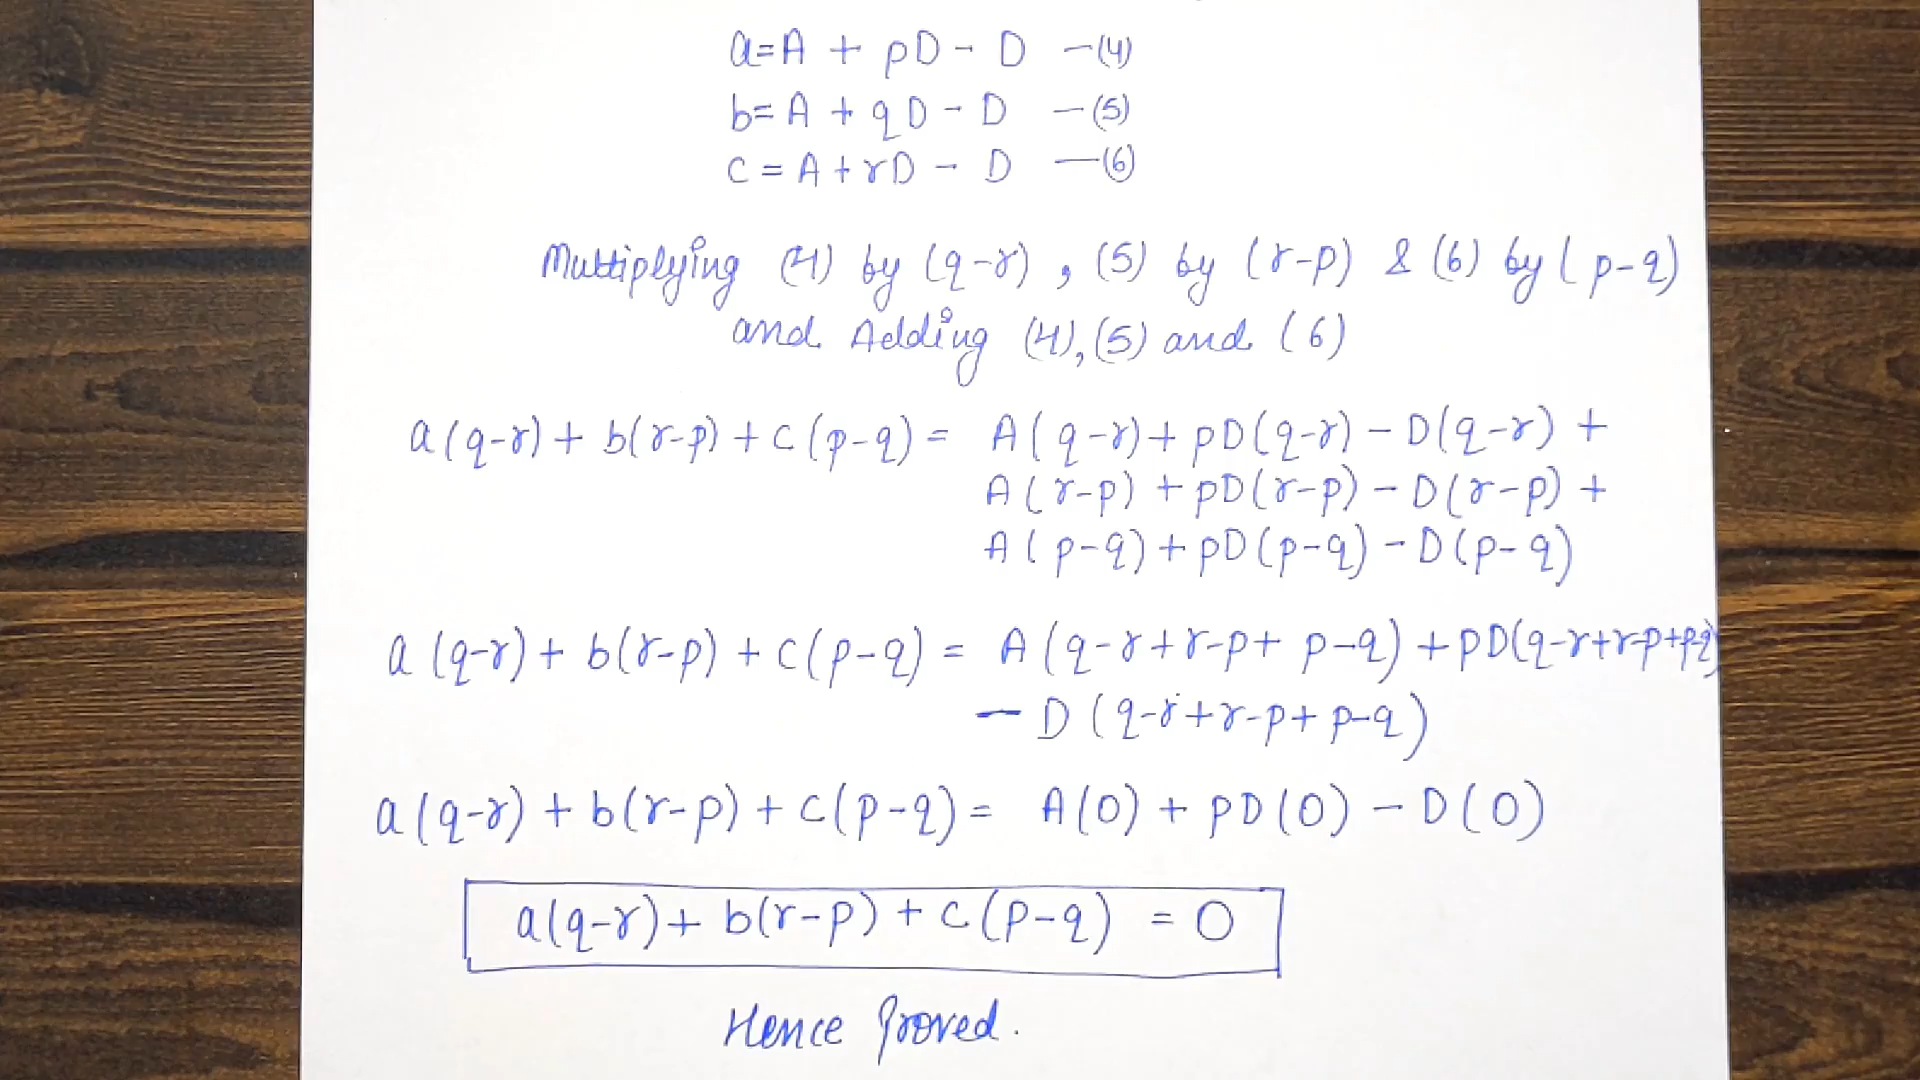 a=A + pD - D —(4)
b= A + qD - D —(5)
c = A + rD - D —(6)
Multiplying (4) by (q-r), (5) by (r-p) & (6) by (p-q)
and Adding (4), (5) and (6)
a(q-r) + b(r-p) + c(p-q) = A(q-r) + pD(q-r) - D(q-r) +
A(r-p) + pD(r-p) - D(r-p) +
A(p-q) + pD(p-q) - D(p-q)
a(q-r) + b(r-p) + c(p-q) = A(q-r+r-p+p-q) + pD(q-r+r-p+p-q)
- D(q-r+r-p+p-q)
a(q-r) + b(r-p) + c(p-q) = A(0) + pD(0) - D(0)
a(q-r) + b(r-p) + c(p-q) = 0
Hence proved.